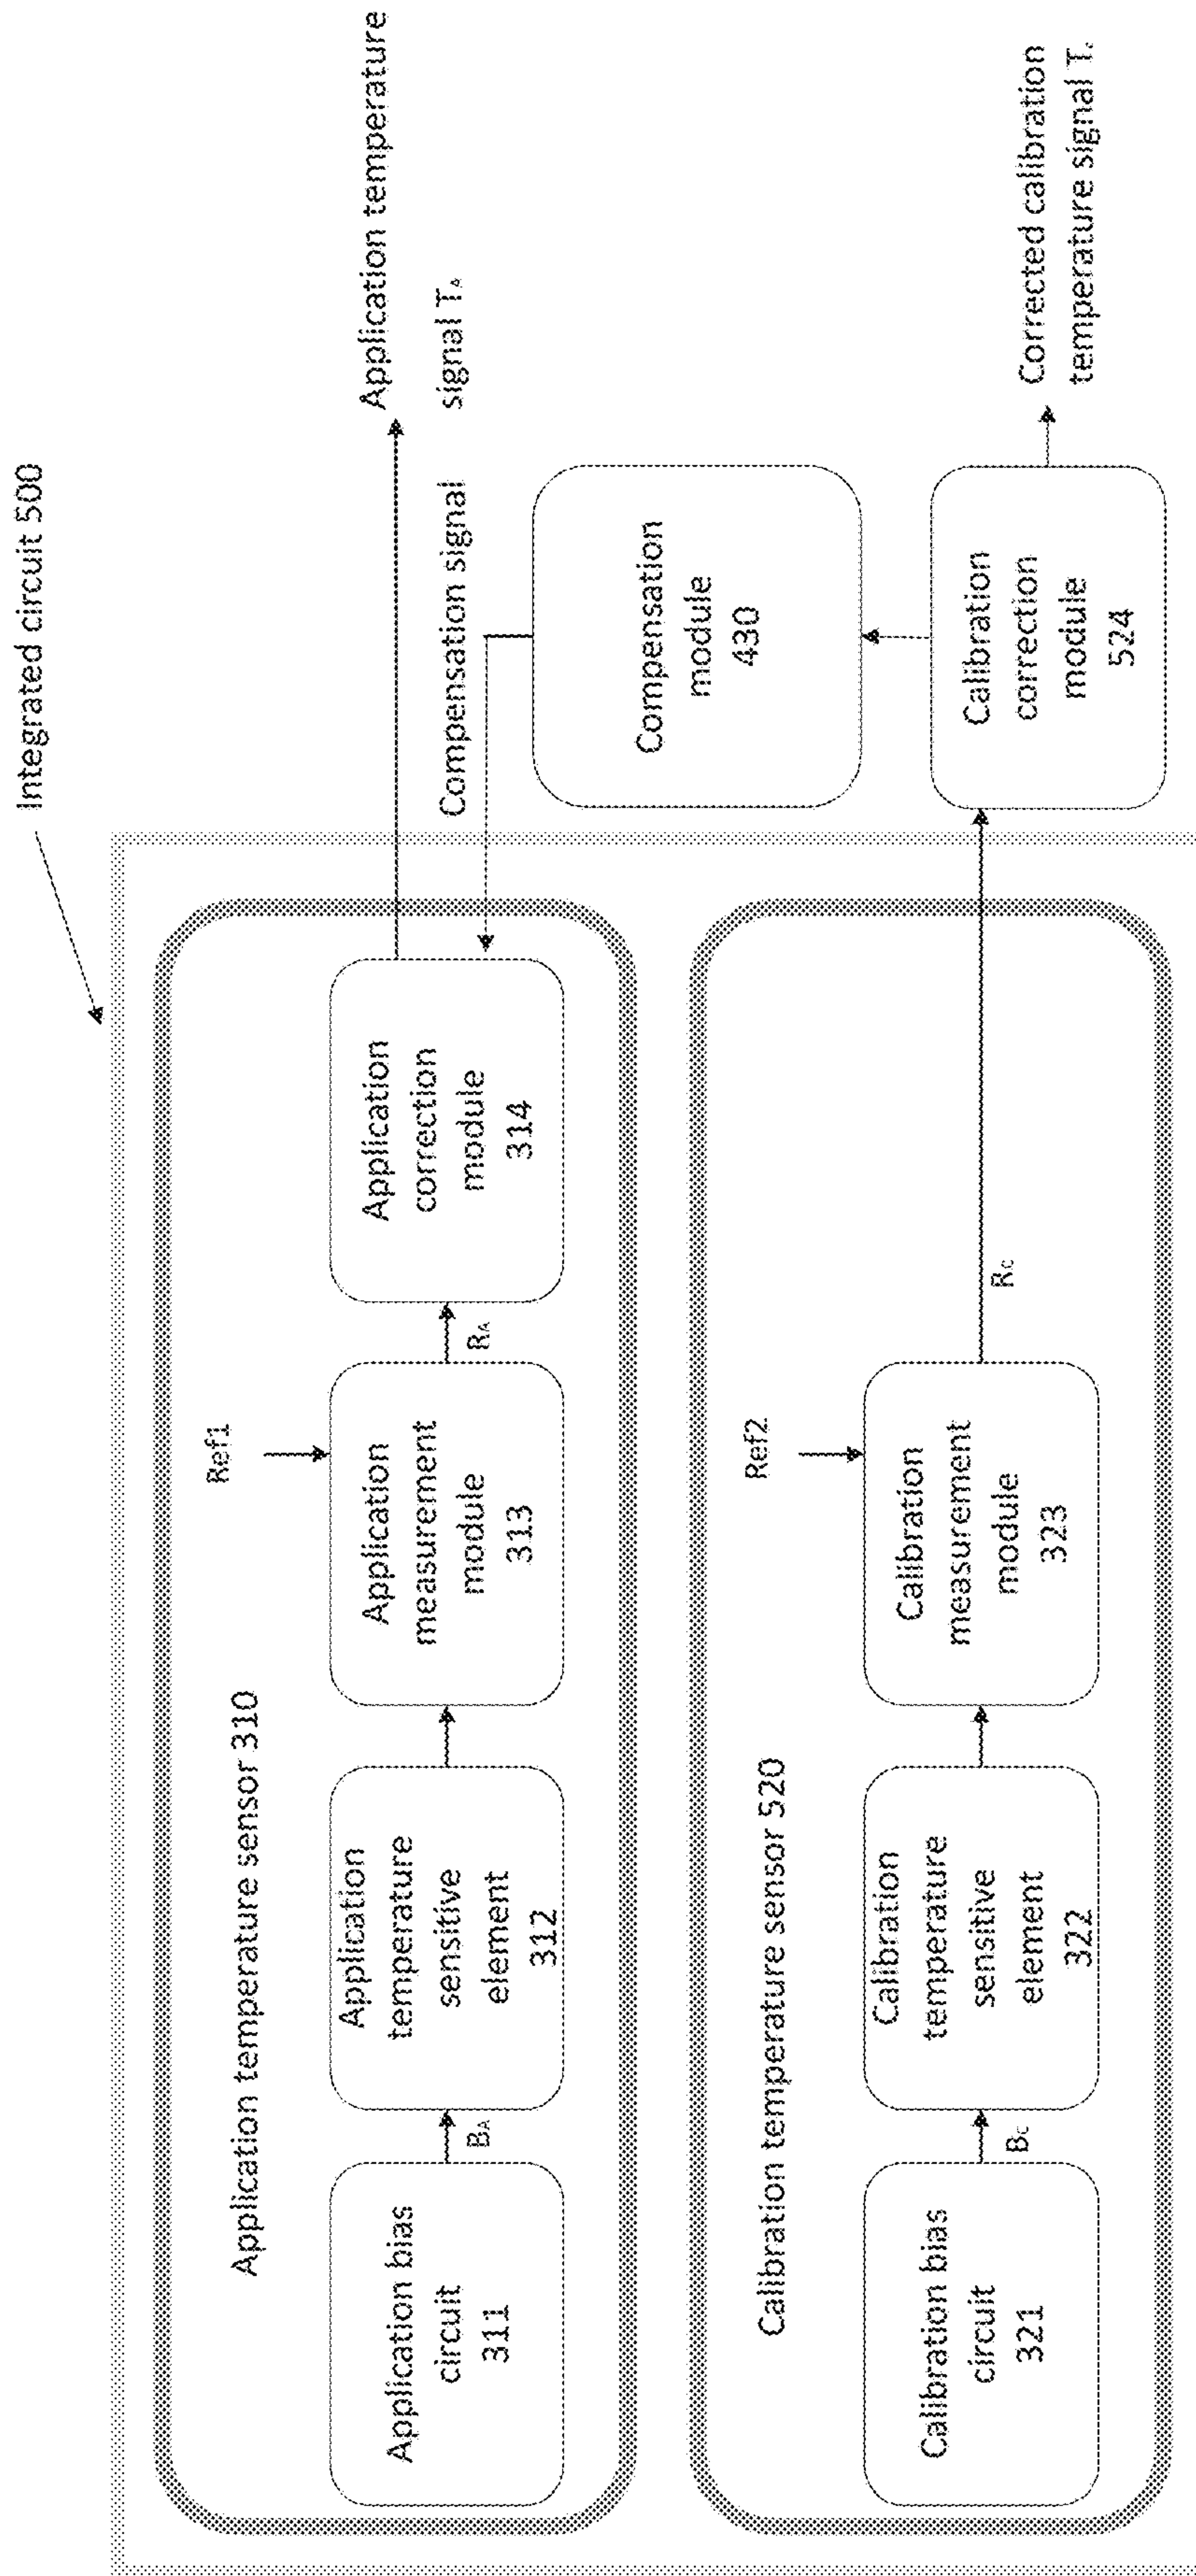 Integrated circuit 500
Application temperature sensor 310
Ref1
Application bias
circuit
311
BA
Application
temperature
sensitive
element
312
Application
measurement
module
313
RA
Application
correction
module
314
Application temperature
signal TA
Compensation signal
Compensation
module
430
Calibration temperature sensor 520
Ref2
Calibration bias
circuit
321
BC
Calibration
temperature
sensitive
element
322
Calibration
measurement
module
323
RC
Calibration
correction
module
524
Corrected calibration
temperature signal T